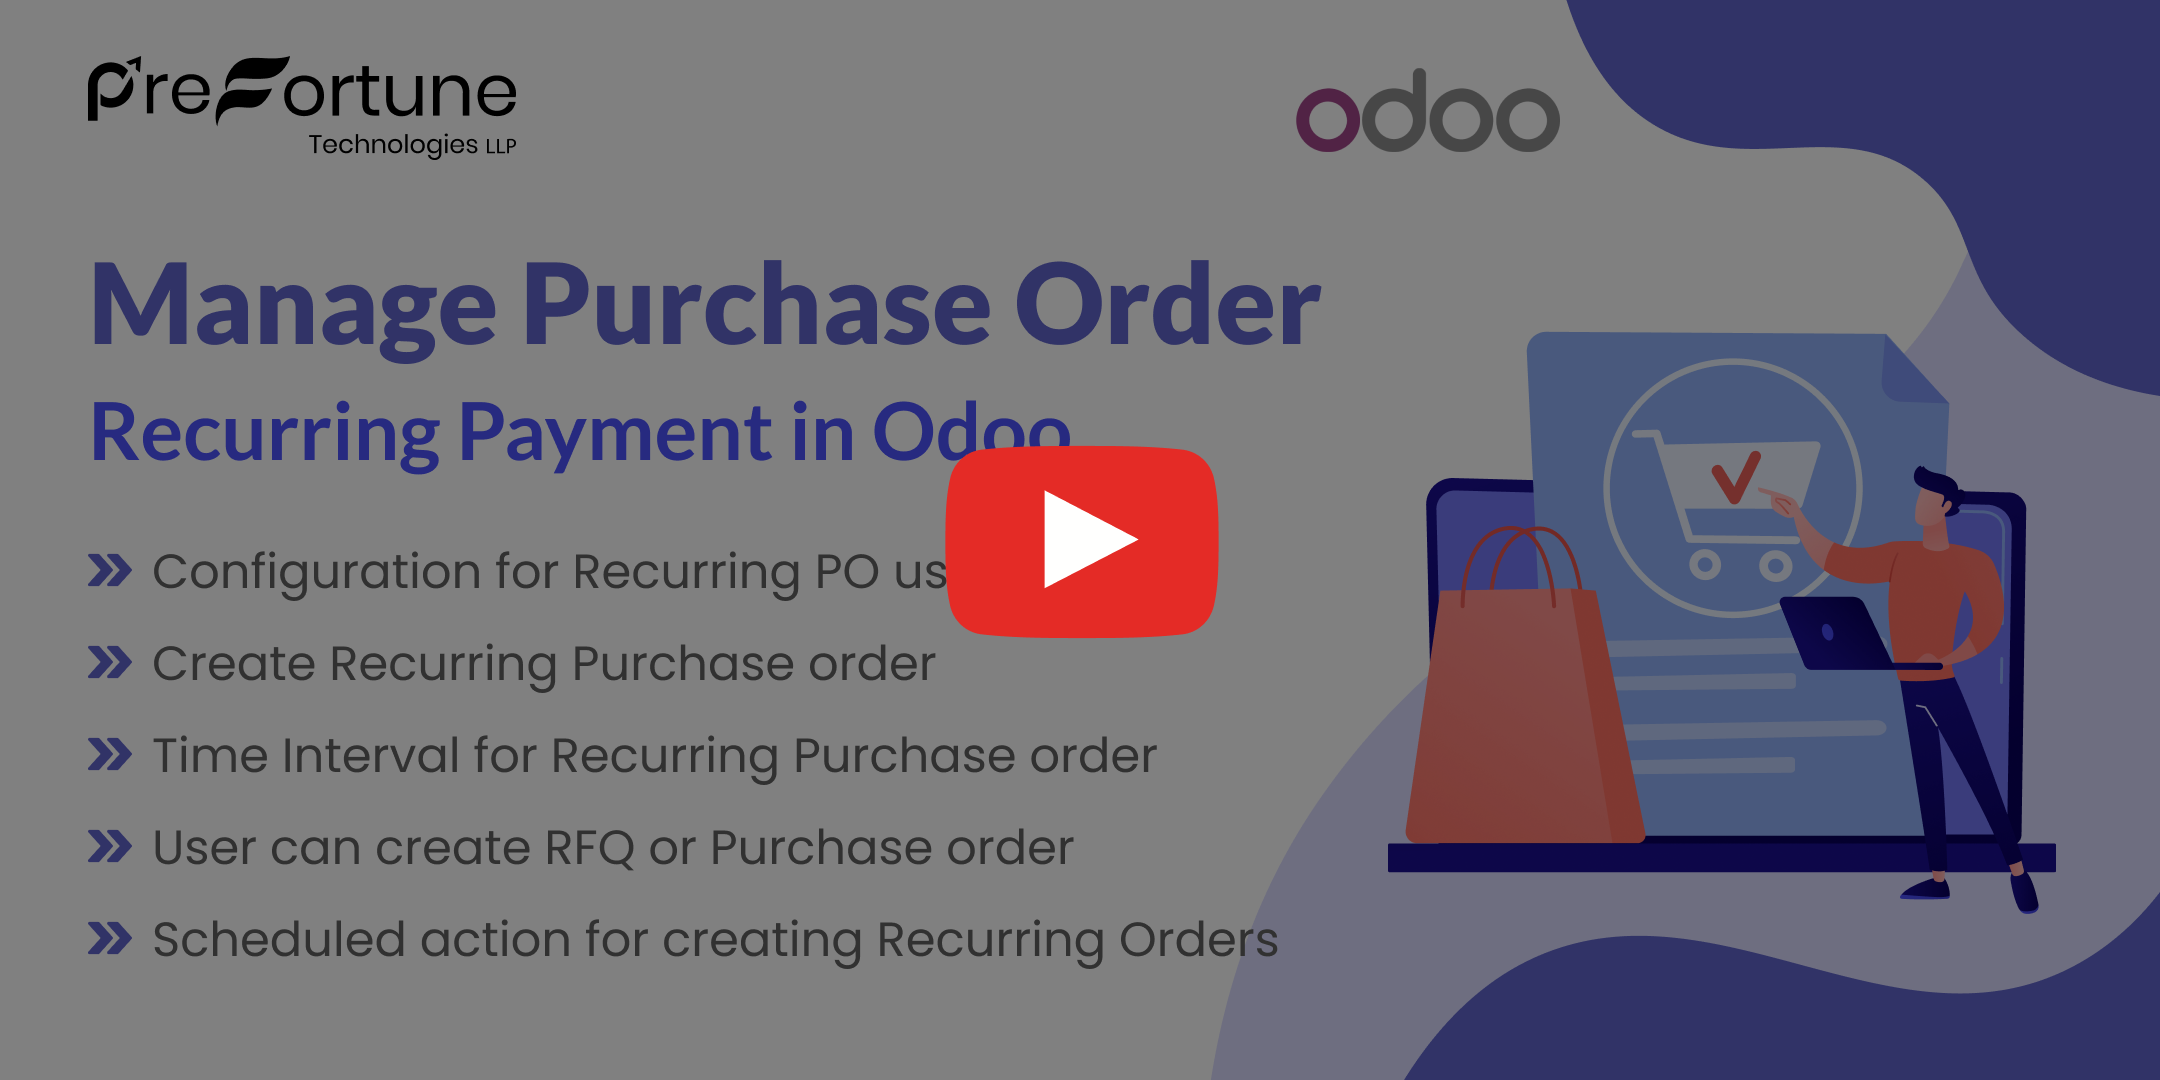 PreFortune
Technologies LLP
odoo
Manage Purchase Order
Recurring Payment in Odoo
Configuration for Recurring PO
Create Recurring Purchase order
Time Interval for Recurring Purchase order
User can create RFQ or Purchase order
Scheduled action for creating Recurring Orders